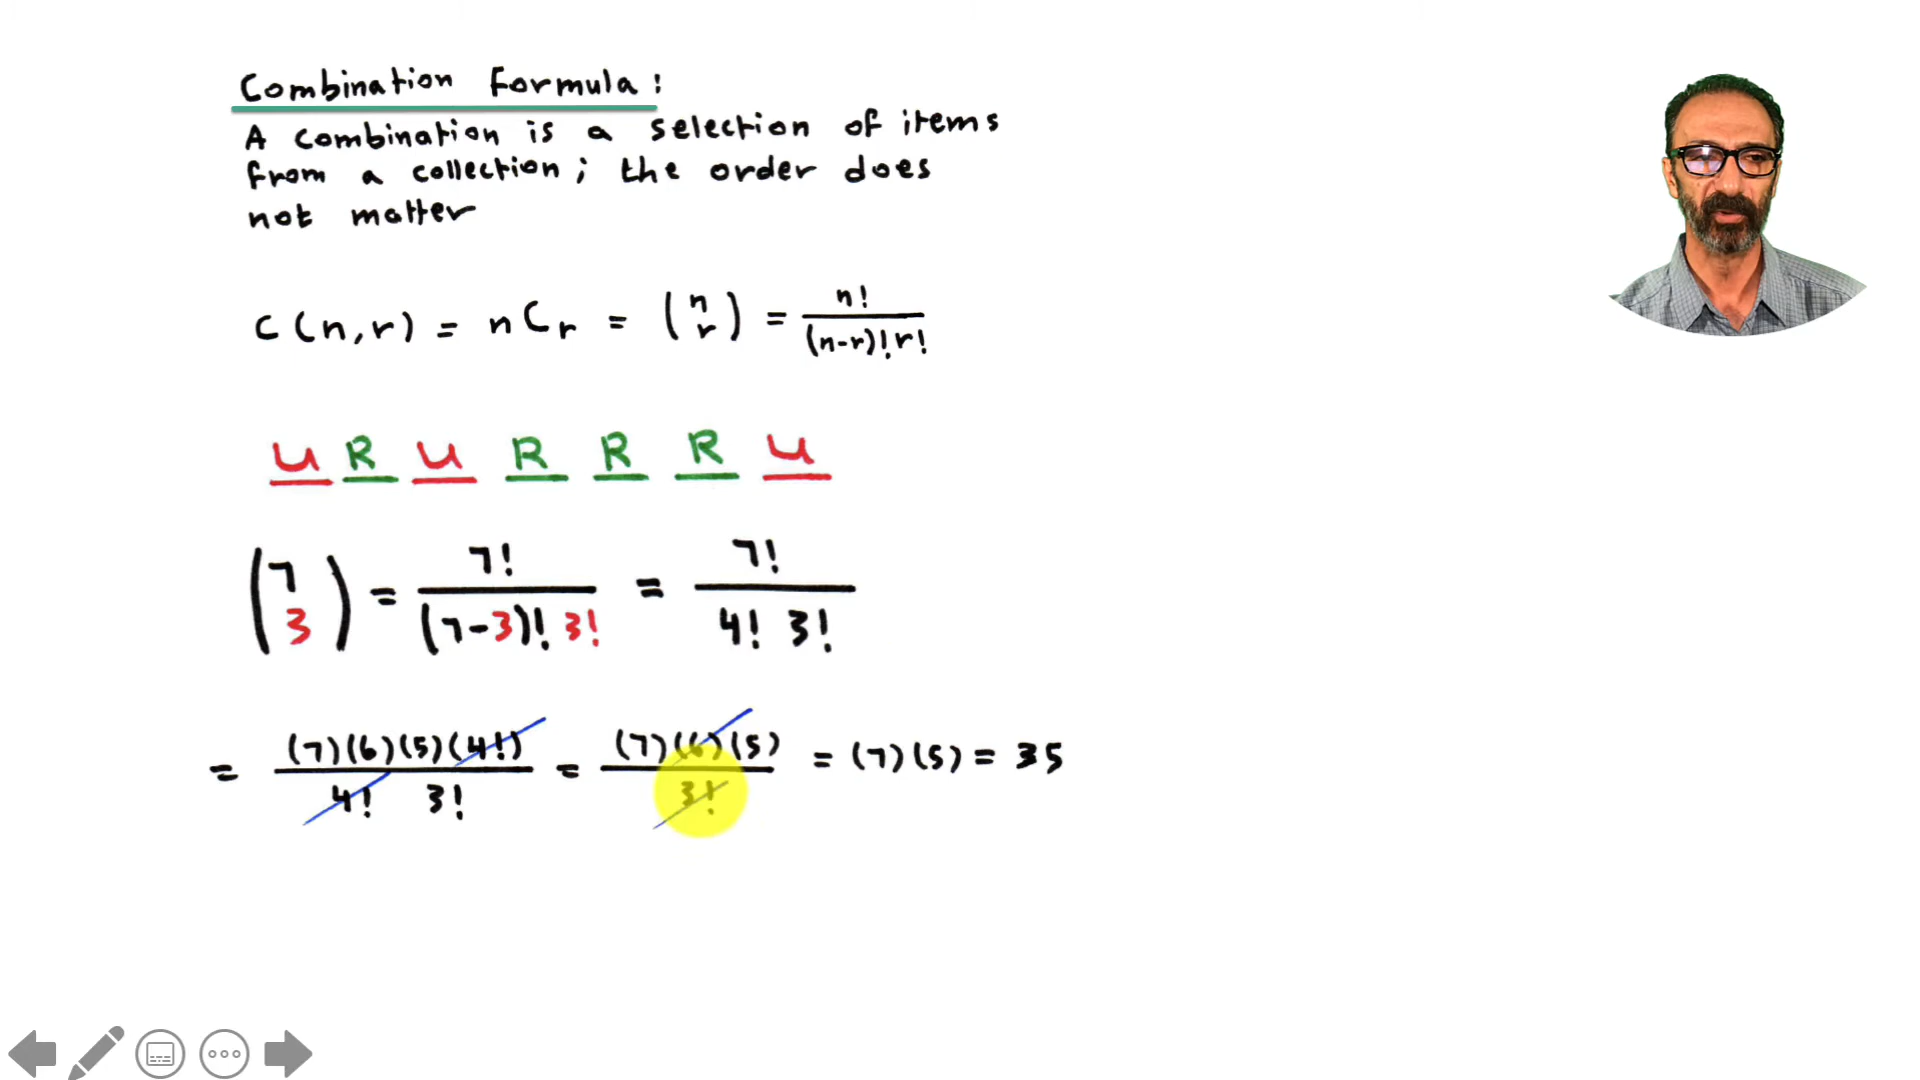 Combination Formula:
A combination is a selection of items
from a collection; the order does
not matter
C(n,r) = nCr = (n r) = n! / (n-r)! r!
U R U R R R U
(7 3) = 7! / (7-3)! 3! = 7! / 4! 3!
= (7)(6)(5)(4!) / 4! 3! = (7)(6)(5) / 3! = (7)(5) = 35